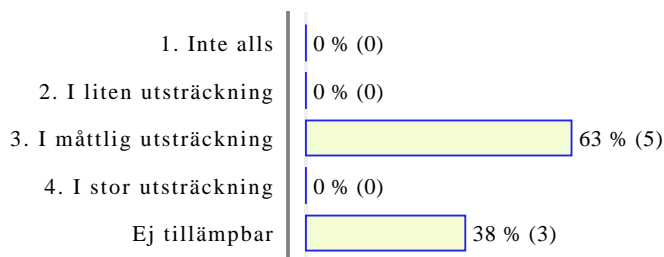 1. Inte alls 0 % (0)
2. I liten utsträckning 0 % (0)
3. I måttlig utsträckning 63 % (5)
4. I stor utsträckning 0 % (0)
Ej tillämpbar 38 % (3)